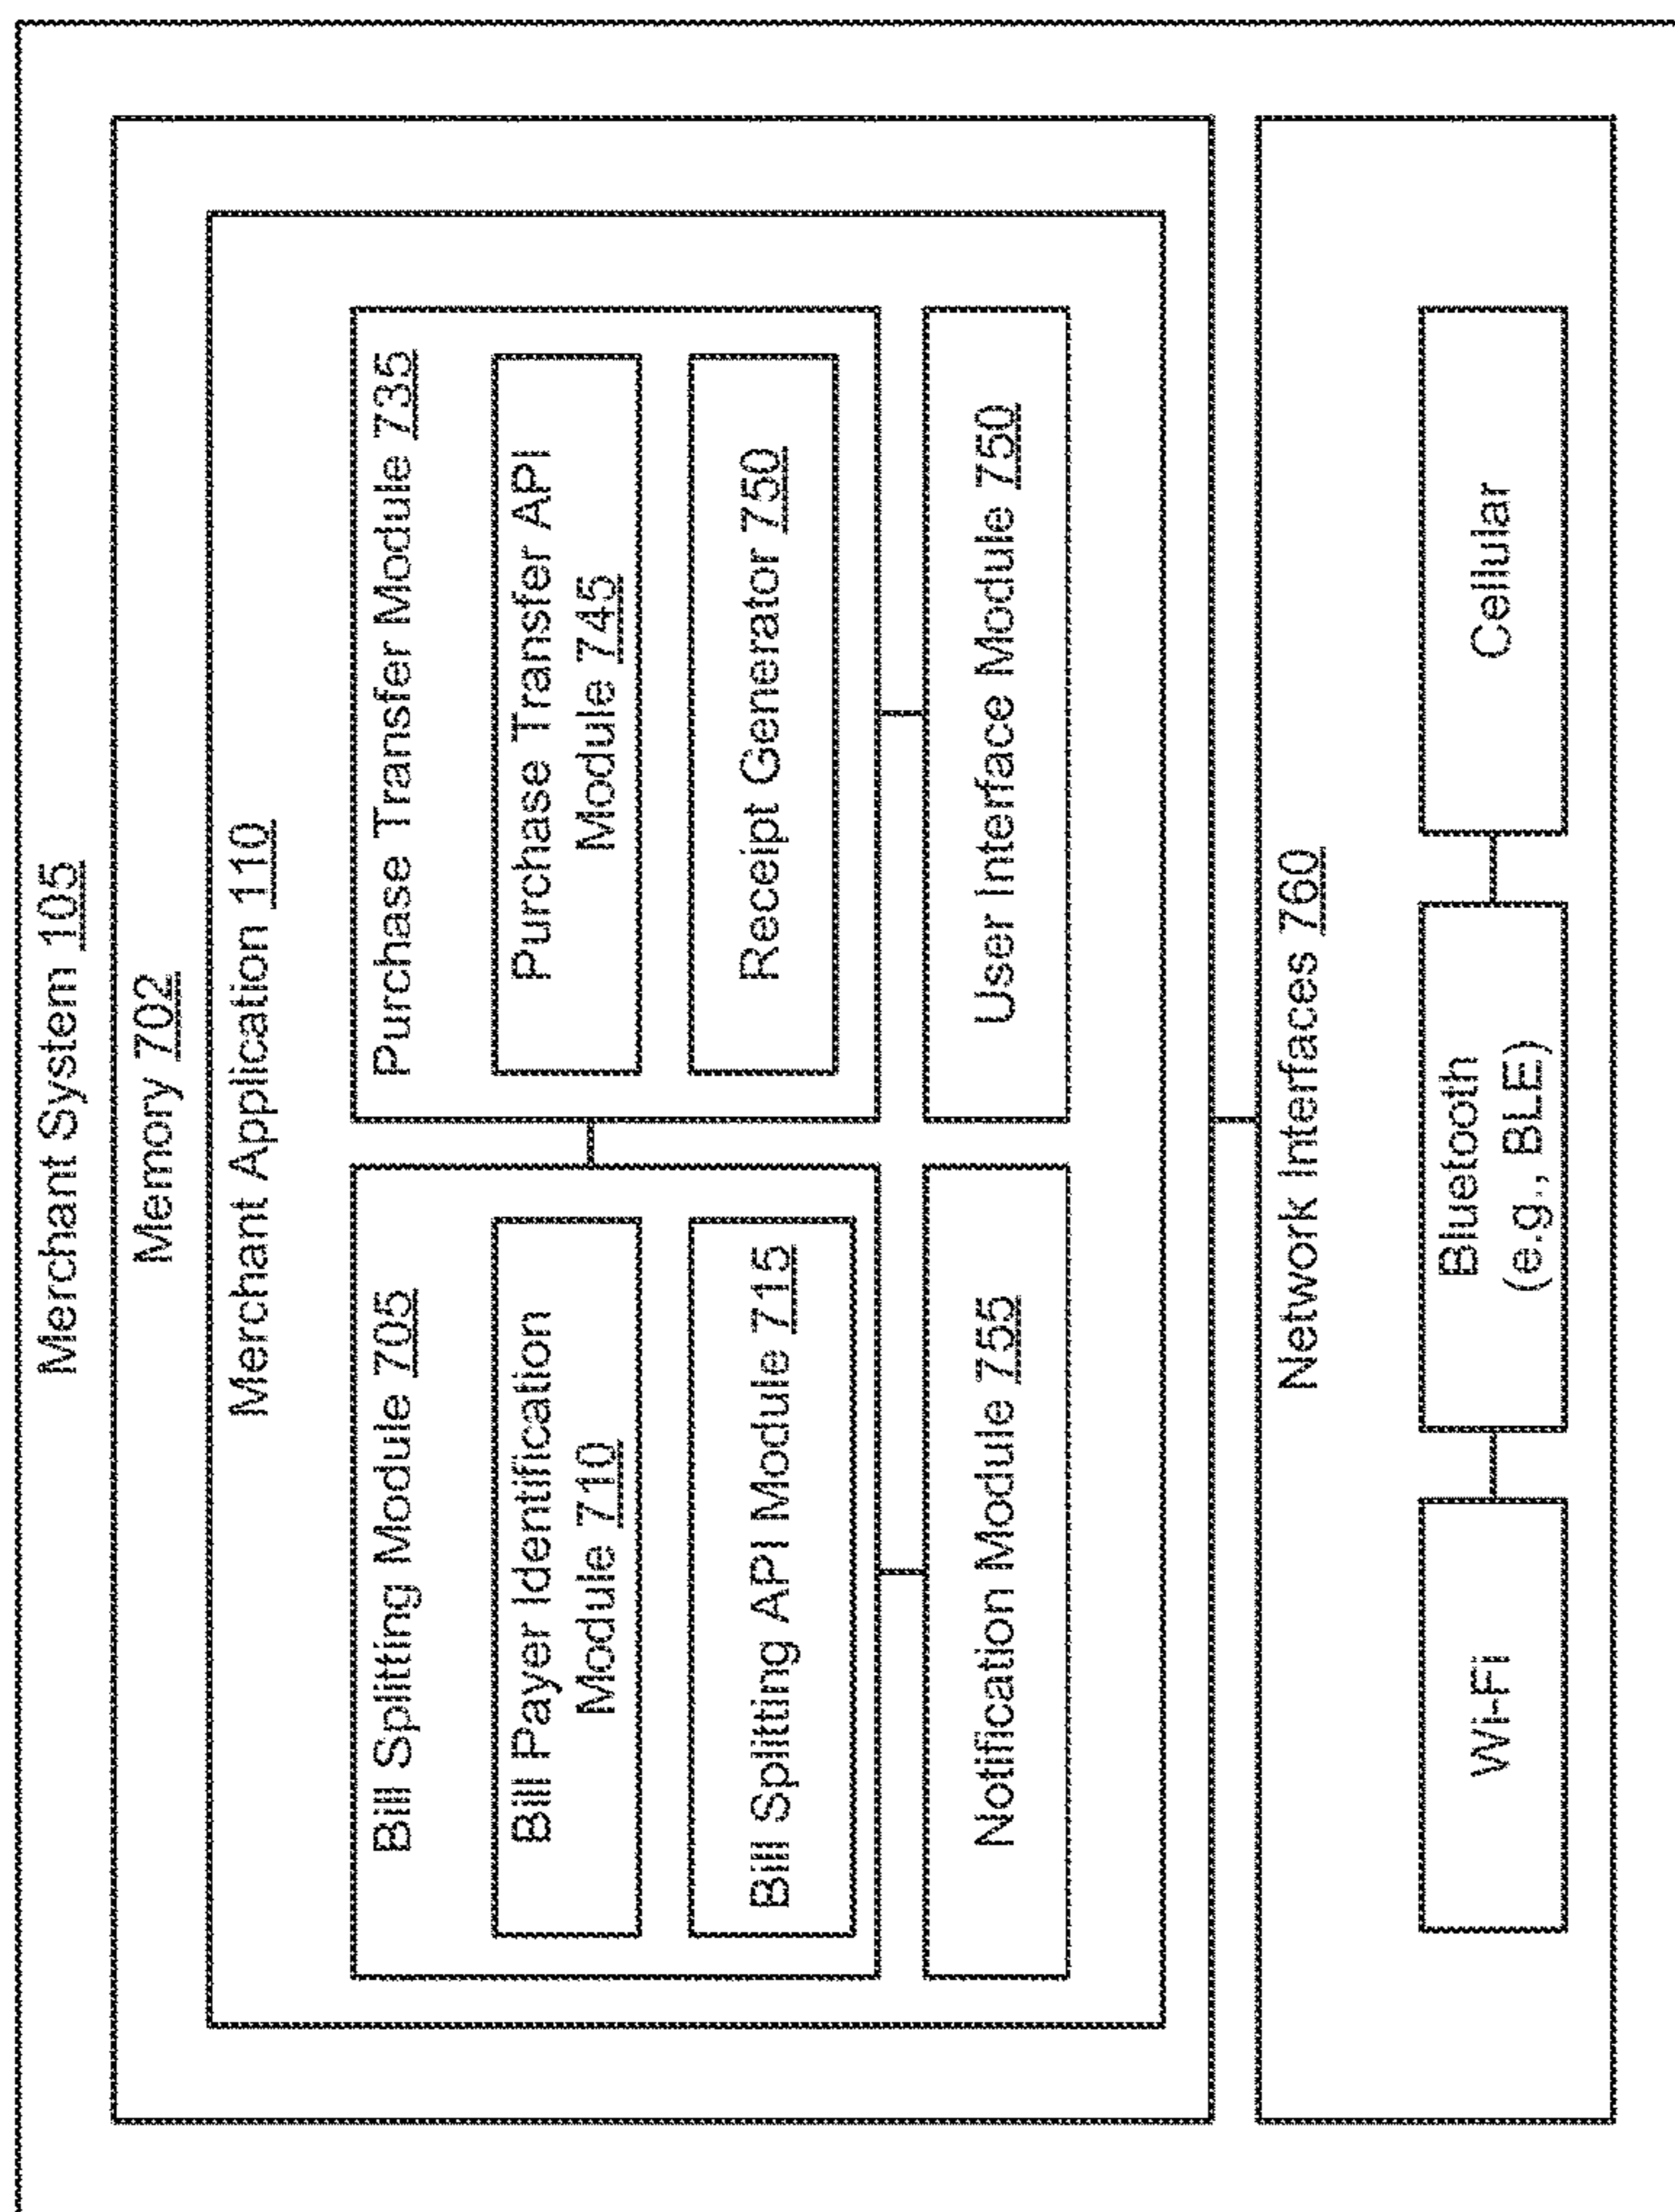 Merchant System 105
Memory 702
Merchant Application 110
Bill Splitting Module 705
Bill Payer Identification
Module 710
Bill Splitting API Module 715
Purchase Transfer Module 735
Purchase Transfer API
Module 745
Receipt Generator 750
Notification Module 755
User Interface Module 750
Network Interfaces 760
Wi-Fi
Bluetooth
(e.g., BLE)
Cellular